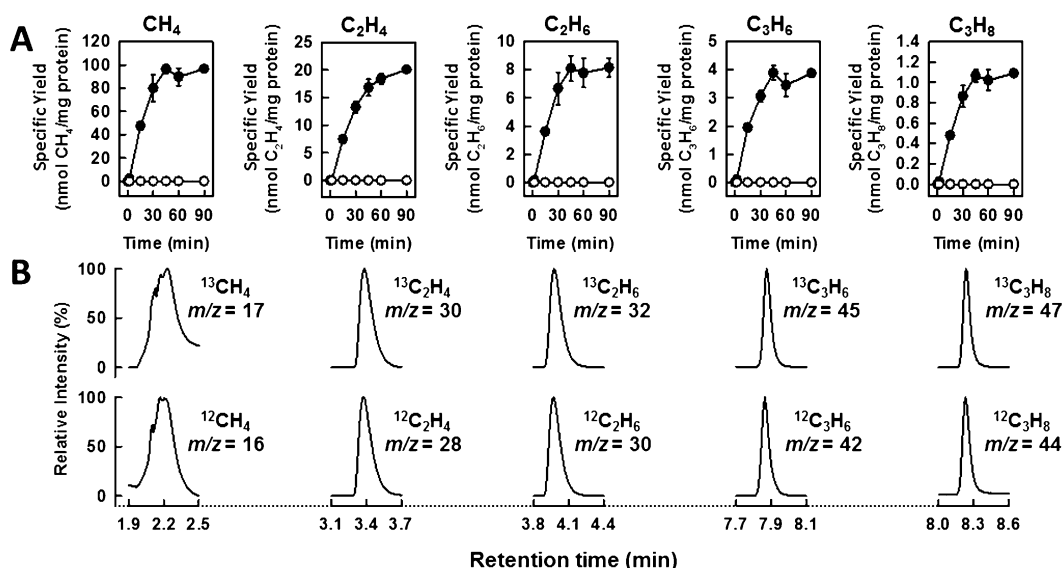 A
CH4
C2H4
C2H6
C3H6
C3H8
Specific Yield
(nmol CH4/mg protein)
120
100
80
60
40
20
0
0 30 60 90
Time (min)
Specific Yield
(nmol C2H4/mg protein)
25
20
15
10
5
0
0 30 60 90
Time (min)
Specific Yield
(nmol C2H6/mg protein)
10
8
6
4
2
0
0 30 60 90
Time (min)
Specific Yield
(nmol C3H6/mg protein)
5
4
3
2
1
0
0 30 60 90
Time (min)
Specific Yield
(nmol C3H8/mg protein)
1.4
1.2
1.0
0.8
0.6
0.4
0.2
0.0
0 30 60 90
Time (min)
B
Relative Intensity (%)
100
50
0
13CH4
m/z = 17
13C2H4
m/z = 30
13C2H6
m/z = 32
13C3H6
m/z = 45
13C3H8
m/z = 47
100
50
0
12CH4
m/z = 16
12C2H4
m/z = 28
12C2H6
m/z = 30
12C3H6
m/z = 42
12C3H8
m/z = 44
1.9 2.2 2.5 3.1 3.4 3.7 3.8 4.1 4.4 7.7 7.9 8.1 8.0 8.3 8.6
Retention time (min)